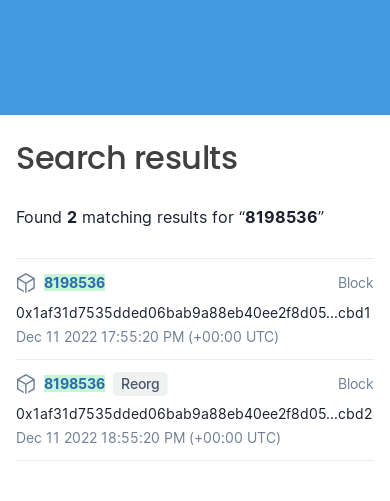 Search results
Found 2 matching results for “8198536”
8198536 Block
0x1af31d7535dded06bab9a88eb40ee2f8d05...cbd1
Dec 11 2022 17:55:20 PM (+00:00 UTC)
8198536 Reorg Block
0x1af31d7535dded06bab9a88eb40ee2f8d05...cbd2
Dec 11 2022 18:55:20 PM (+00:00 UTC)